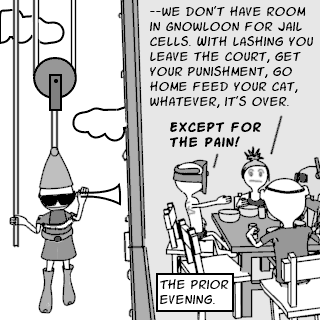 --WE DON'T HAVE ROOM
IN GNOWLOON FOR JAIL
CELLS. WITH LASHING YOU
LEAVE THE COURT, GET
YOUR PUNISHMENT, GO
HOME FEED YOUR CAT,
WHATEVER, IT'S OVER.
EXCEPT FOR
THE PAIN!
THE PRIOR
EVENING.